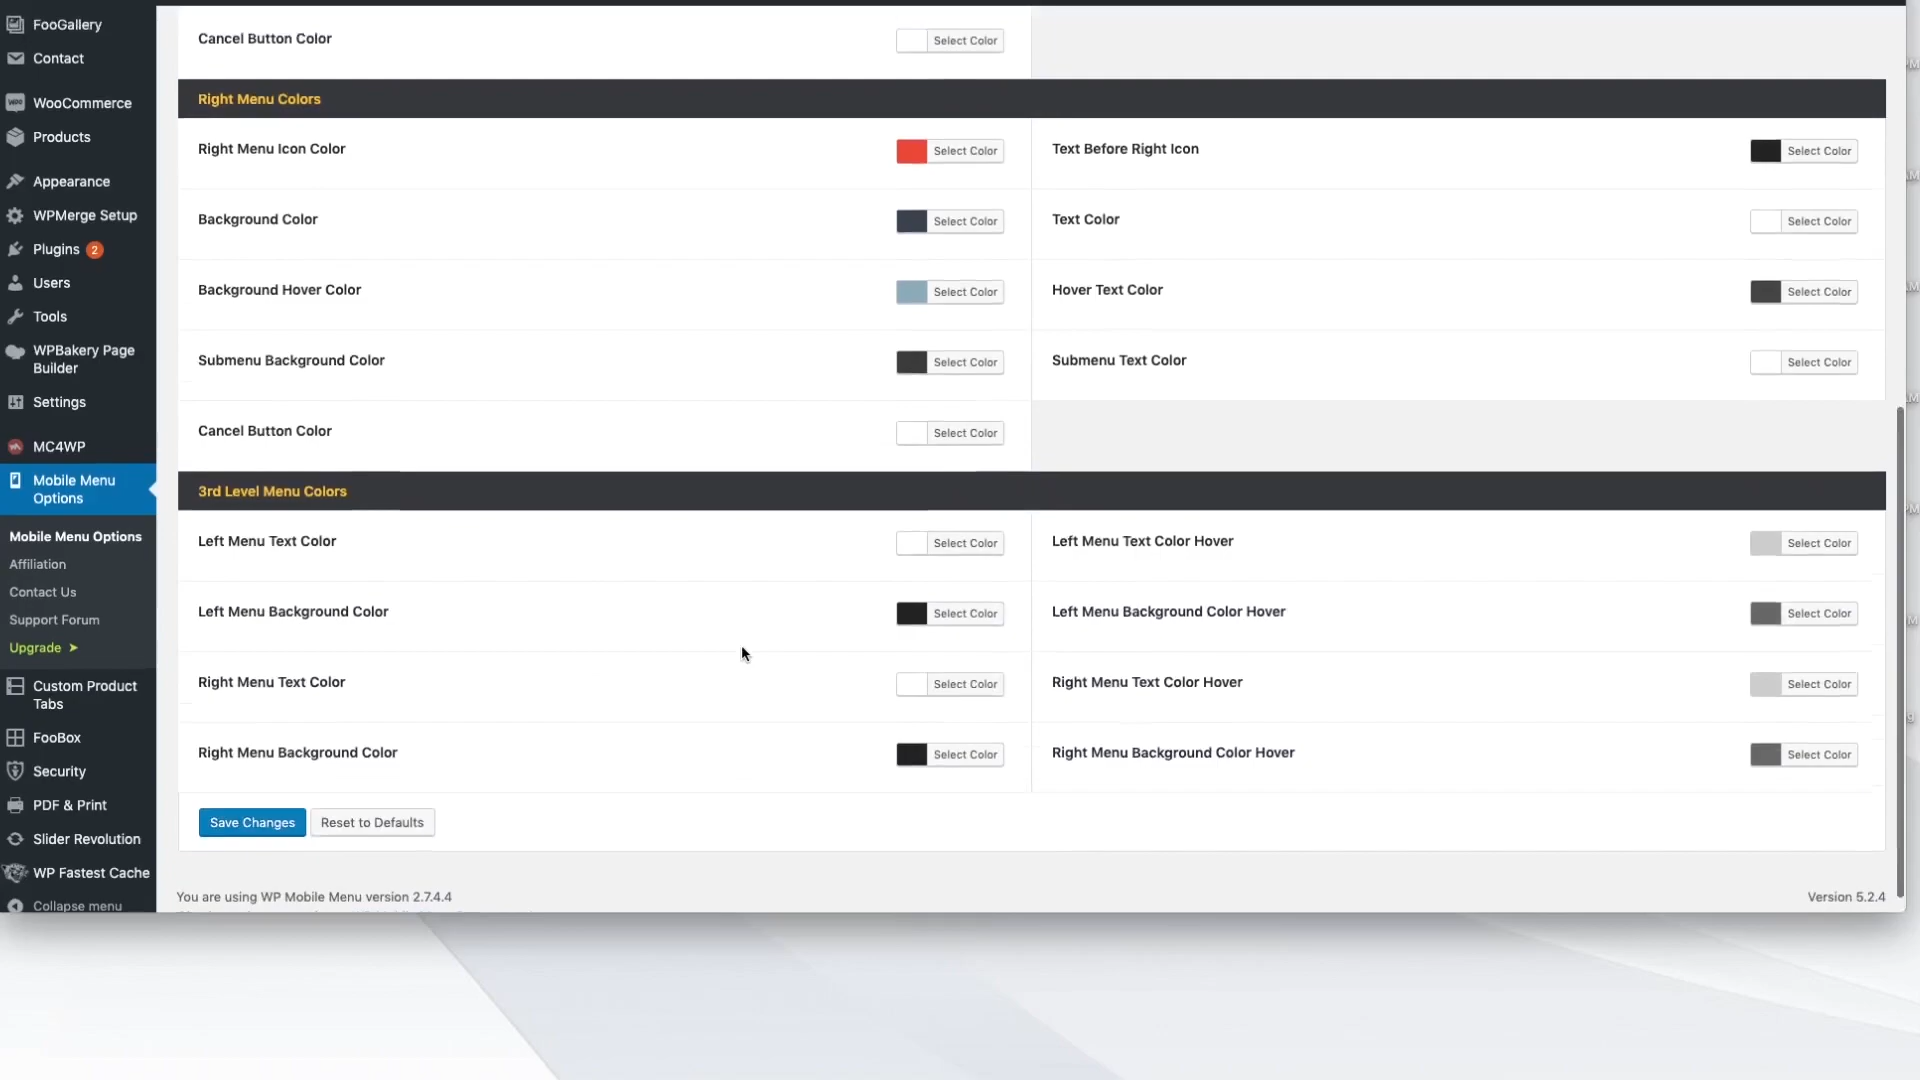 FooGallery
Contact
WooCommerce
Products
Appearance
WPMerge Setup
Plugins 2
Users
Tools
WPBakery Page
Builder
Settings
MC4WP
Mobile Menu
Options
Mobile Menu Options
Affiliation
Contact Us
Support Forum
Upgrade ➤
Custom Product
Tabs
FooBox
Security
PDF & Print
Slider Revolution
WP Fastest Cache
Collapse menu
Cancel Button Color
Select Color
Right Menu Colors
Right Menu Icon Color
Select Color
Text Before Right Icon
Select Color
Background Color
Select Color
Text Color
Select Color
Background Hover Color
Select Color
Hover Text Color
Select Color
Submenu Background Color
Select Color
Submenu Text Color
Select Color
Cancel Button Color
Select Color
3rd Level Menu Colors
Left Menu Text Color
Select Color
Left Menu Text Color Hover
Select Color
Left Menu Background Color
Select Color
Left Menu Background Color Hover
Select Color
Right Menu Text Color
Select Color
Right Menu Text Color Hover
Select Color
Right Menu Background Color
Select Color
Right Menu Background Color Hover
Select Color
Save Changes
Reset to Defaults
You are using WP Mobile Menu version 2.7.4.4
Version 5.2.4